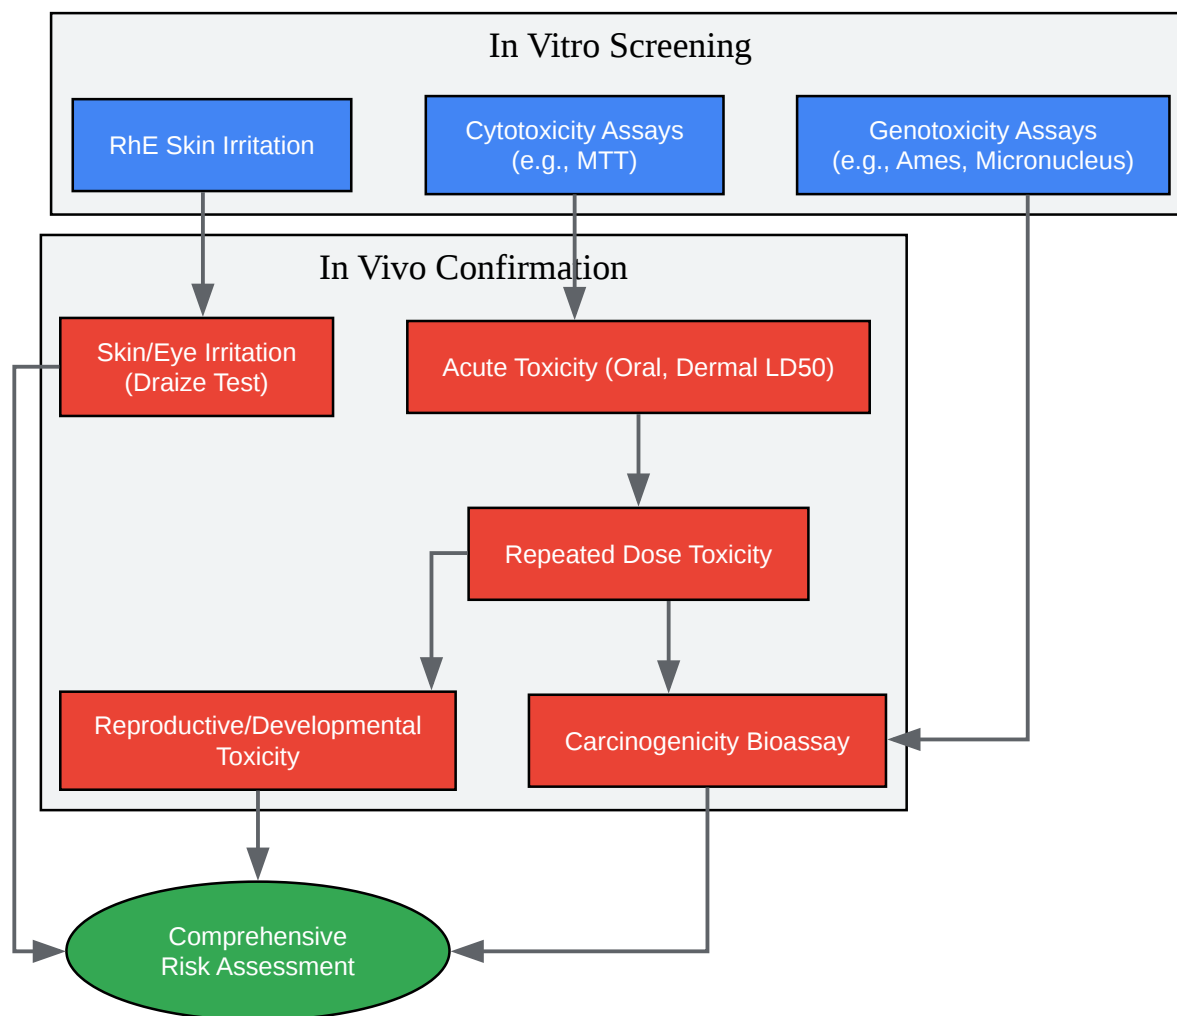 In Vitro Screening
RhE Skin Irritation
Cytotoxicity Assays
(e.g., MTT)
Genotoxicity Assays
(e.g., Ames, Micronucleus)
In Vivo Confirmation
Skin/Eye Irritation
(Draize Test)
Acute Toxicity (Oral, Dermal LD50)
Repeated Dose Toxicity
Reproductive/Developmental
Toxicity
Carcinogenicity Bioassay
Comprehensive
Risk Assessment